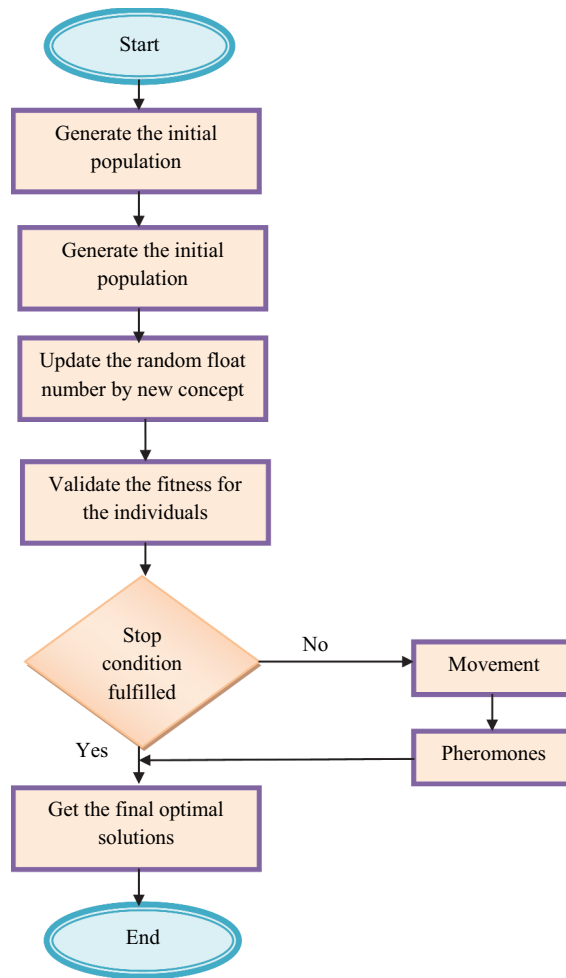 Start
Generate the initial
population
Generate the initial
population
Update the random float
number by new concept
Validate the fitness for
the individuals
Stop
condition
fulfilled
No
Movement
Pheromones
Yes
Get the final optimal
solutions
End